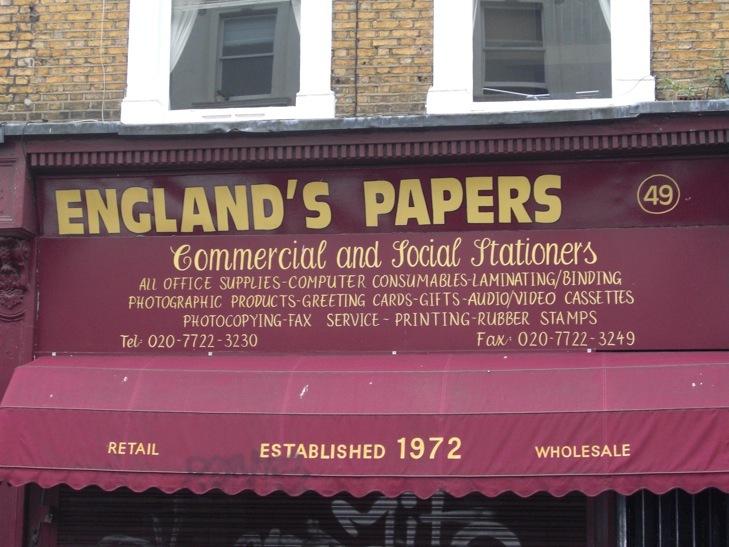 ENGLAND'S PAPERS 49
Commercial and Social Stationers
ALL OFFICE SUPPLIES-COMPUTER CONSUMABLES-LAMINATING/BINDING
PHOTOGRAPHIC PRODUCTS-GREETING CARDS-GIFTS-AUDIO/VIDEO CASSETTES
PHOTOCOPYING-FAX SERVICE-PRINTING-RUBBER STAMPS
Tel: 020-7722-3230 Fax: 020-7722-3249
RETAIL ESTABLISHED 1972 WHOLESALE